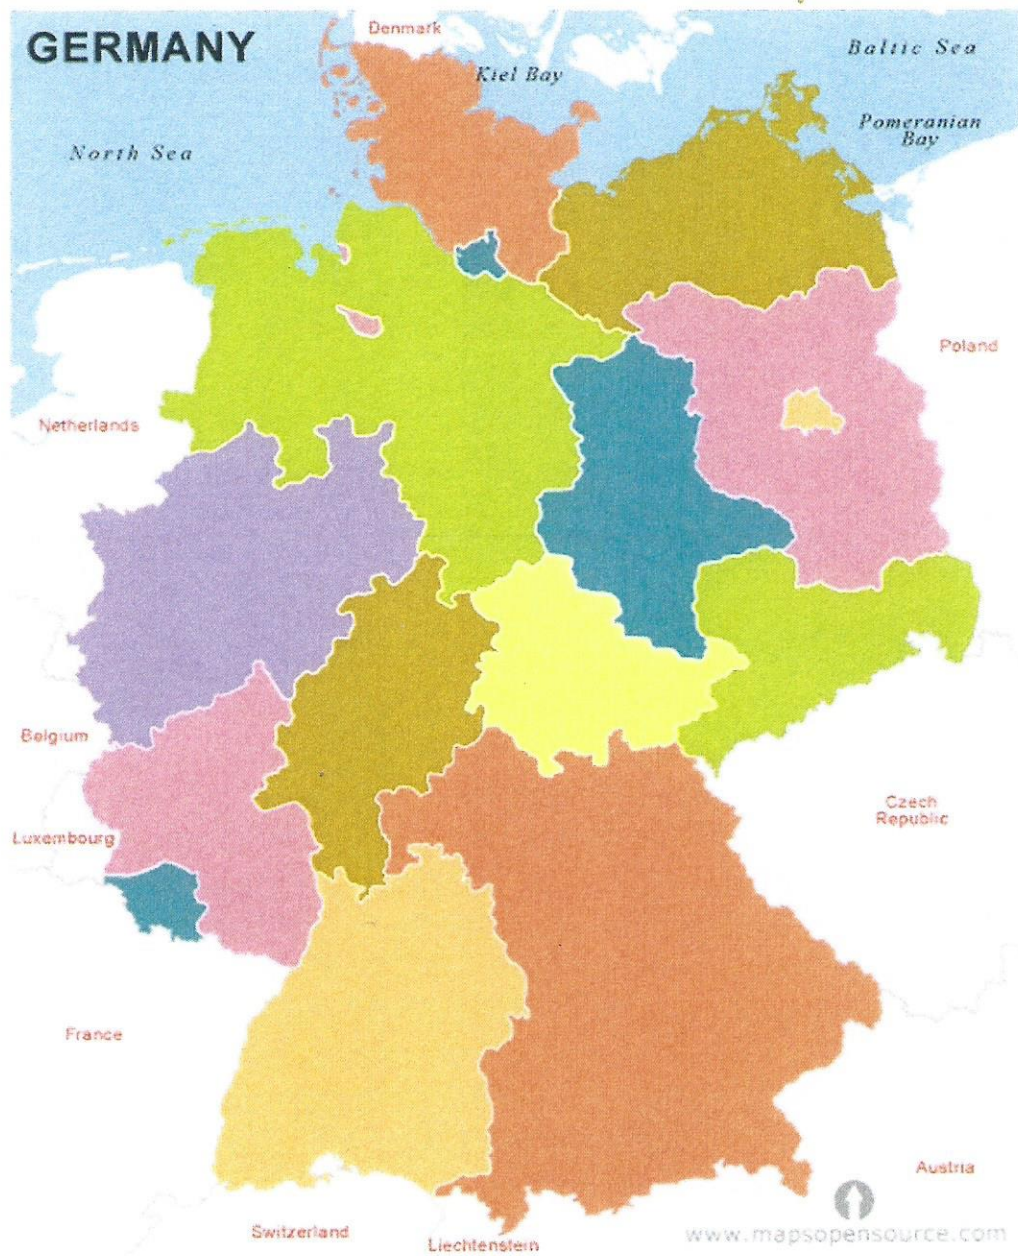 GERMANY
Denmark
Baltic Sea
Kiel Bay
Pomeranian
Bay
North Sea
Poland
Netherlands
Belgium
Czech
Republic
Luxembourg
France
Austria
Switzerland
Liechtenstein
www.mapsopensource.com